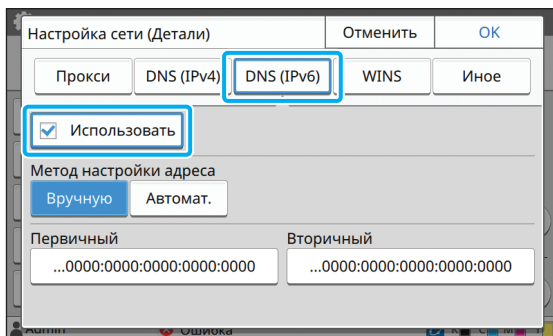 Настройка сети (Детали) Отменить OK
Прокси DNS (IPv4) DNS (IPv6) WINS Иное
Использовать
Метод настройки адреса
Вручную Автомат.
Первичный Вторичный
...0000:0000:0000:0000:0000 ...0000:0000:0000:0000:0000
Admin Ошибка K C M Y